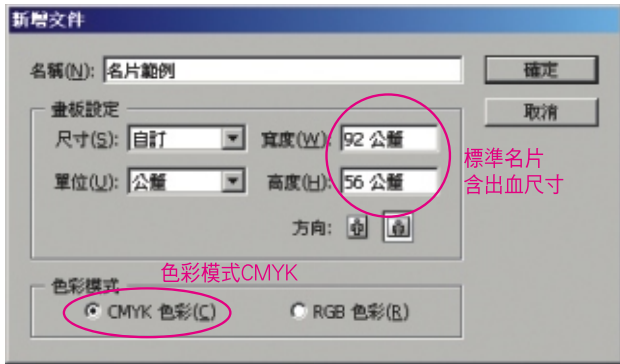 新增文件
名稱(N): 名片範例
確定
取消
畫板設定
尺寸(S): 自訂
寬度(W): 92 公釐
單位(U): 公釐
高度(H): 56 公釐
標準名片
含出血尺寸
方向:
色彩模式CMYK
色彩模式
CMYK 色彩(C)
RGB 色彩(R)